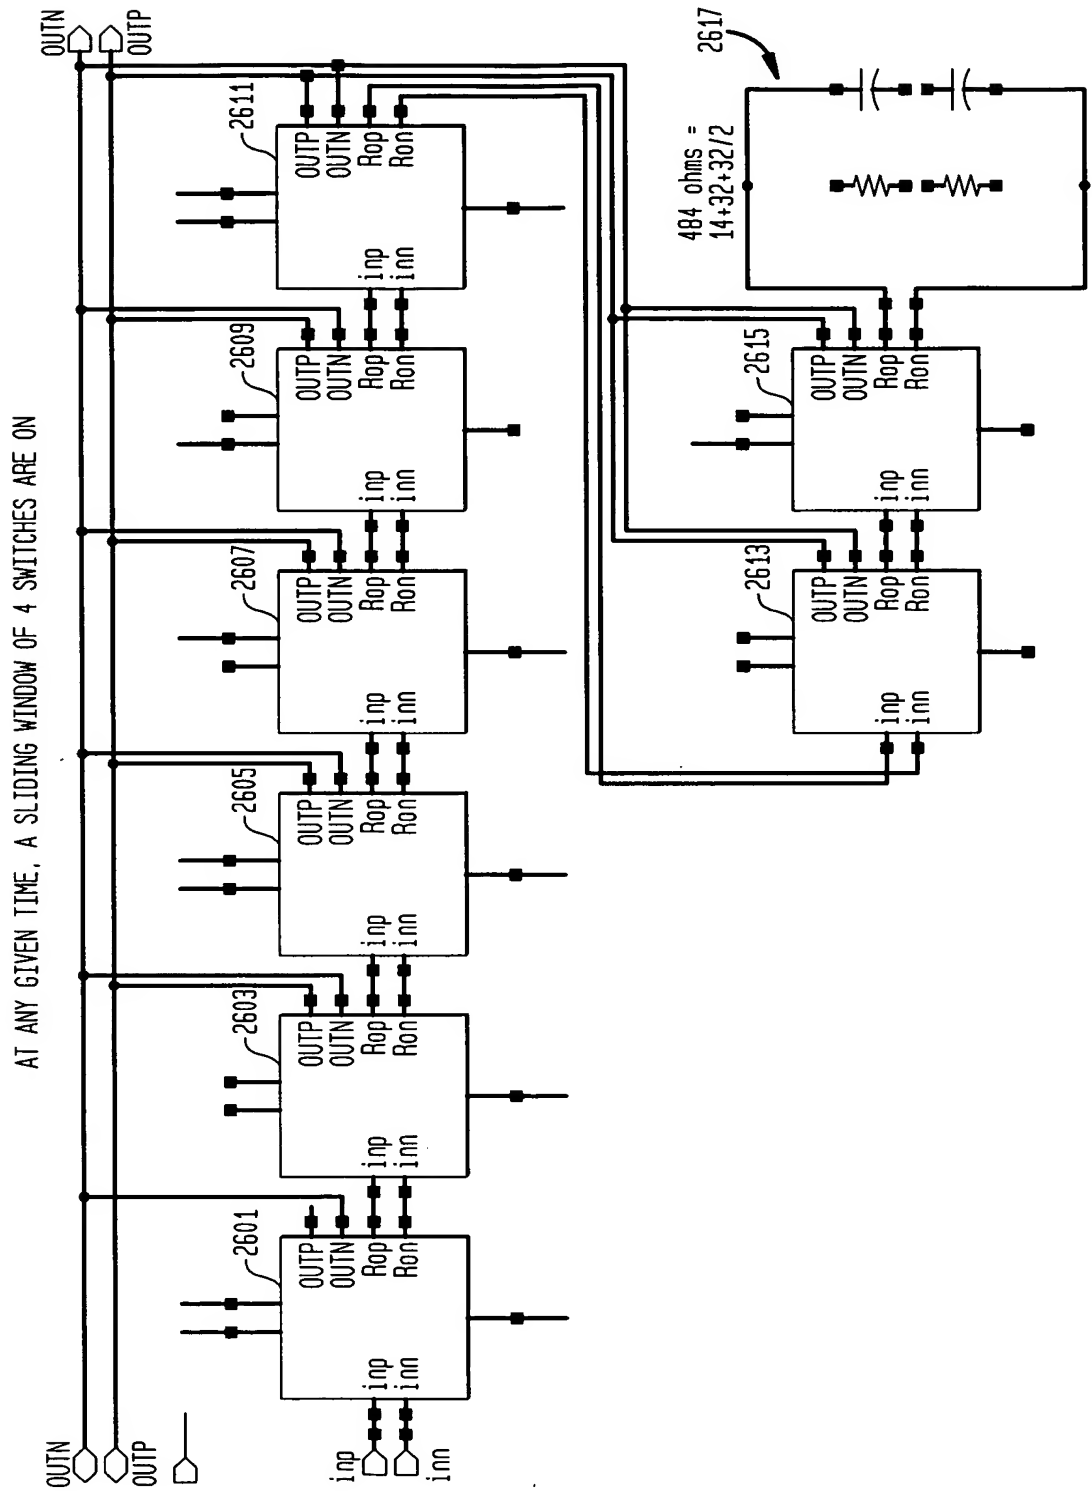 AT ANY GIVEN TIME, A SLIDING WINDOW OF 4 SWITCHES ARE ON
OUTN
OUTP
OUTN
OUTP
inp
inn
2601
OUTP
OUTN
Rop
Ron
inp
inn
2603
OUTP
OUTN
Rop
Ron
inp
inn
2605
OUTP
OUTN
Rop
Ron
inp
inn
2607
OUTP
OUTN
Rop
Ron
inp
inn
2609
OUTP
OUTN
Rop
Ron
inp
inn
2611
OUTP
OUTN
Rop
Ron
inp
inn
2613
OUTP
OUTN
Rop
Ron
inp
inn
2615
OUTP
OUTN
Rop
Ron
inp
inn
484 ohms =
14+32+32/2
2617